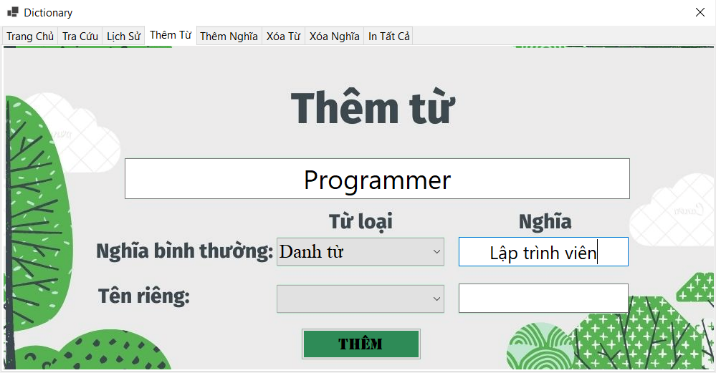 Dictionary
Trang Chủ Tra Cứu Lịch Sử Thêm Từ Thêm Nghĩa Xóa Từ Xóa Nghĩa In Tất Cả
Thêm từ
Programmer
Từ loại Nghĩa
Nghĩa bình thường: Danh từ Lập trình viên
Tên riêng:
THÊM